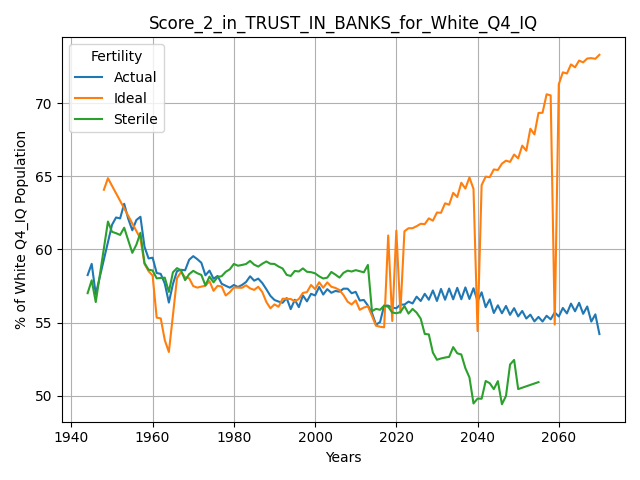 Score_2_in_TRUST_IN_BANKS_for_White_Q4_IQ
Fertility
Actual
Ideal
Sterile
% of White Q4_IQ Population
70
65
60
55
50
1940
1960
1980
2000
2020
2040
2060
Years